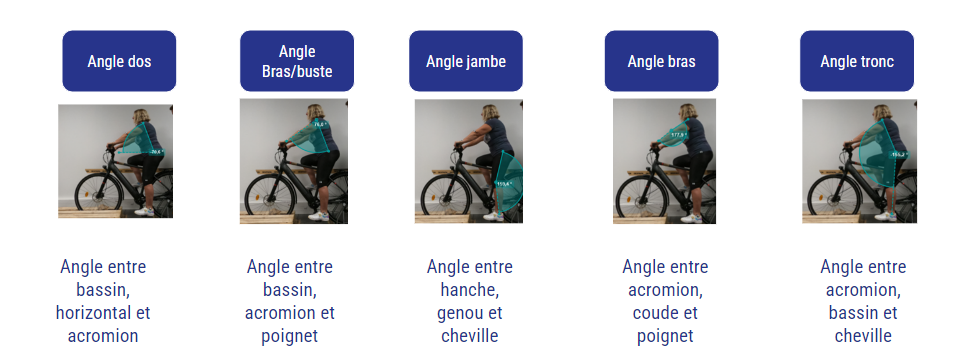 Angle dos
Angle
Bras/buste
Angle jambe
Angle bras
Angle tronc
Angle entre
bassin,
horizontal et
acromion
Angle entre
bassin,
acromion et
poignet
Angle entre
hanche,
genou et
cheville
Angle entre
acromion,
coude et
poignet
Angle entre
acromion,
bassin et
cheville